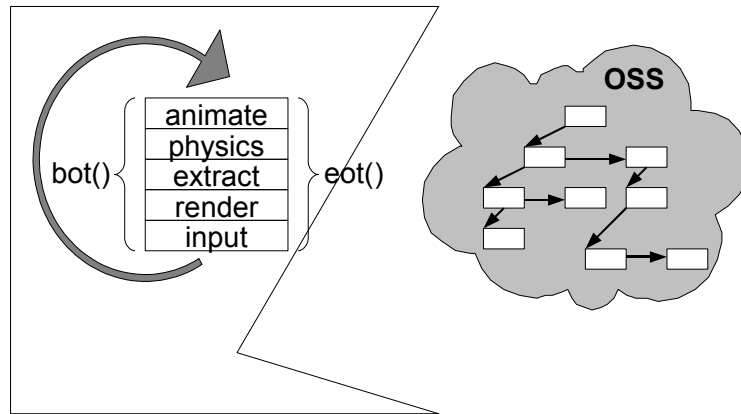 OSS
animate
physics
bot() extract eot()
render
input